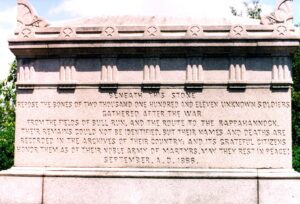 BENEATH THIS STONE
REPOSE THE BONES OF TWO THOUSAND ONE HUNDRED AND ELEVEN UNKNOWN SOLDIERS
GATHERED AFTER THE WAR
FROM THE FIELDS OF BULL RUN, AND THE ROUTE TO THE RAPPAHANNOCK.
THEIR REMAINS COULD NOT BE IDENTIFIED, BUT THEIR NAMES AND DEATHS ARE
RECORDED IN THE ARCHIVES OF THEIR COUNTRY; AND ITS GRATEFUL CITIZENS
HONOR THEM AS OF THEIR NOBLE ARMY OF MARTYRS. MAY THEY REST IN PEACE!
SEPTEMBER, A.D. 1866.